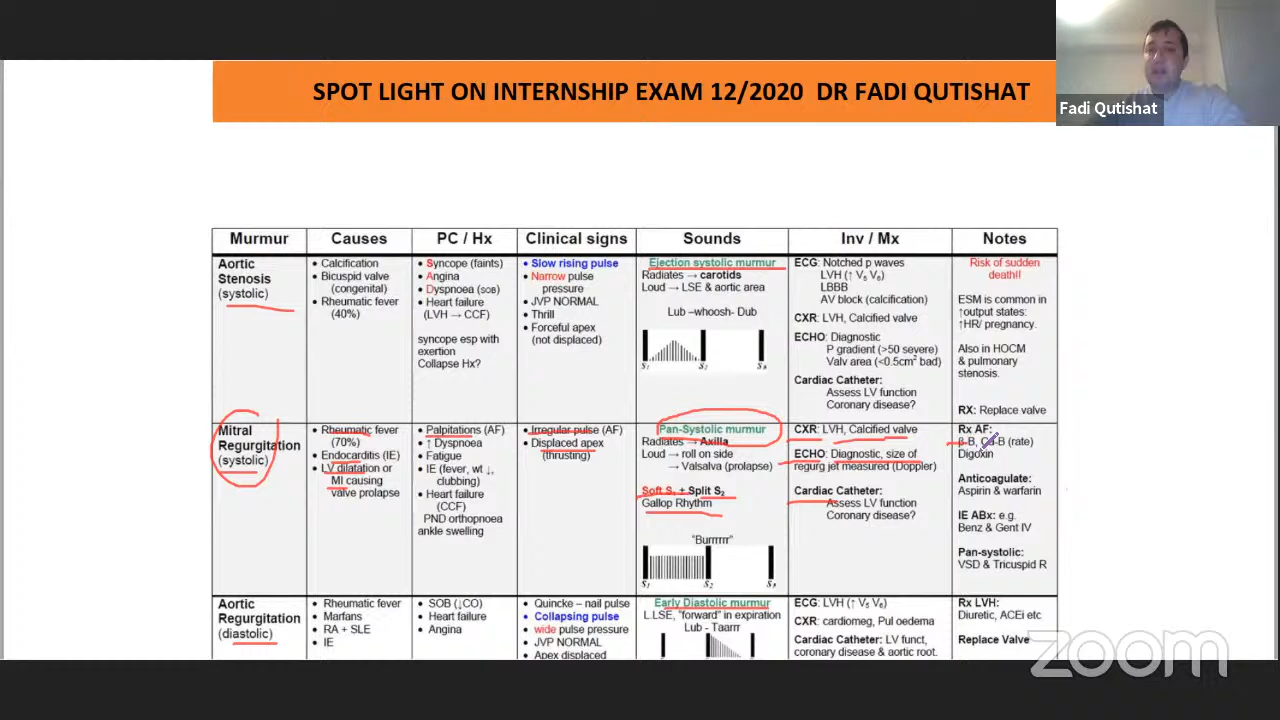 SPOT LIGHT ON INTERNSHIP EXAM 12/2020 DR FADI QUTISHAT
Fadi Qutishat
Murmur
Causes
PC / Hx
Clinical signs
Sounds
Inv / Mx
Notes
Aortic
Stenosis
(systolic)
• Calcification
• Bicuspid valve
(congenital)
• Rheumatic fever
(40%)
• Syncope (faints)
• Angina
• Dyspnoea (SOB)
• Heart failure
(LVH → CCF)
syncope esp with
exertion
Collapse Hx?
• Slow rising pulse
• Narrow pulse
pressure
• JVP NORMAL
• Thrill
• Forceful apex
(not displaced)
Ejection systolic murmur
Radiates → carotids
Loud → LSE & aortic area
Lub –whoosh- Dub
S₁ S₂ S₁
ECG: Notched p waves
LVH (↑ V₅ V₆)
LBBB
AV block (calcification)
CXR: LVH, Calcified valve
ECHO: Diagnostic
P gradient (>50 severe)
Valv area (<0.5cm² bad)
Cardiac Catheter:
Assess LV function
Coronary disease?
Risk of sudden
death!!
ESM is common in
↑output states:
↑HR/ pregnancy.
Also in HOCM
& pulmonary
stenosis.
RX: Replace valve
Mitral
Regurgitation
(systolic)
• Rheumatic fever
(70%)
• Endocarditis (IE)
• LV dilatation or
MI causing
valve prolapse
• Palpitations (AF)
• ↑ Dyspnoea
• Fatigue
• IE (fever, wt ↓,
clubbing)
• Heart failure
(CCF)
PND orthopnoea
ankle swelling
• Irregular pulse (AF)
• Displaced apex
(thrusting)
Pan-Systolic murmur
Radiates → Axilla
Loud → roll on side
→ Valsalva (prolapse)
Soft S₁ + Split S₂
Gallop Rhythm
"Burrrrrr"
S₁ S₂ S₁
CXR: LVH, Calcified valve
ECHO: Diagnostic, size of
regurg jet measured (Doppler)
Cardiac Catheter:
Assess LV function
Coronary disease?
Rx AF:
β-B, Ca-B (rate)
Digoxin
Anticoagulate:
Aspirin & warfarin
IE ABx: e.g.
Benz & Gent IV
Pan-systolic:
VSD & Tricuspid R
Aortic
Regurgitation
(diastolic)
• Rheumatic fever
• Marfans
• RA + SLE
• IE
• SOB (↓CO)
• Heart failure
• Angina
• Quincke – nail pulse
• Collapsing pulse
• wide pulse pressure
• JVP NORMAL
• Apex displaced
Early Diastolic murmur
L.LSE, "forward" in expiration
Lub - Taarrr
ECG: LVH (↑ V₅ V₆)
CXR: cardiomeg, Pul oedema
Cardiac Catheter: LV funct,
coronary disease & aortic root.
Rx LVH:
Diuretic, ACEi etc
Replace Valve
zoom